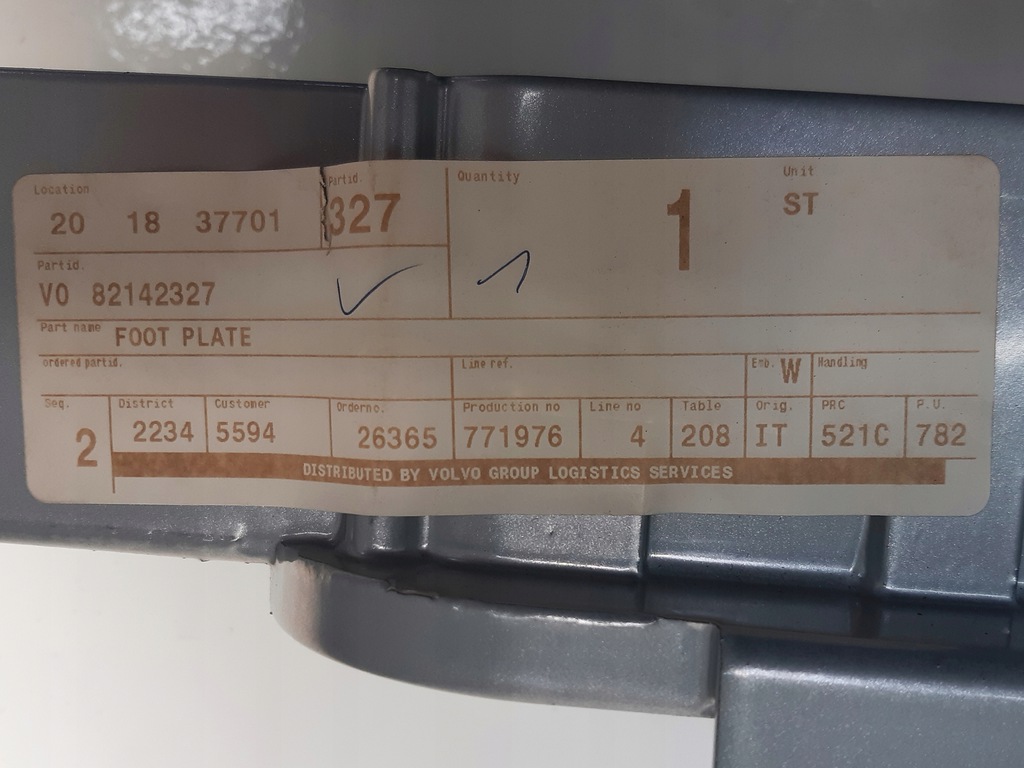 Location Partid. Quantity Unit
20 18 37701 327 1 ST
Partid.
VO 82142327
Part name FOOT PLATE
ordered partid. Line ref. Emb. W Handling
Seq. District Customer Orderno. Production no Line no Table Orig. PRC P.U.
2 2234 5594 26365 771976 4 208 IT 521C 782
DISTRIBUTED BY VOLVO GROUP LOGISTICS SERVICES